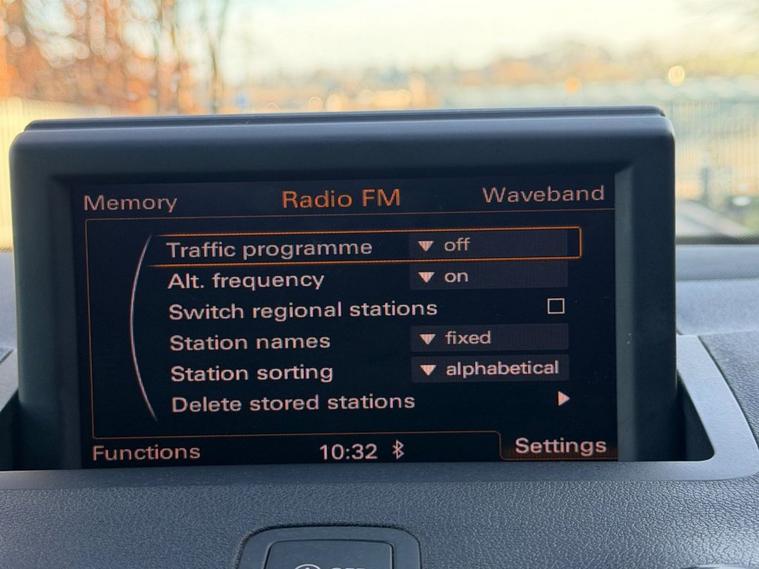 Memory Radio FM Waveband
Traffic programme off
Alt. frequency on
Switch regional stations
Station names fixed
Station sorting alphabetical
Delete stored stations
Functions 10:32 Settings